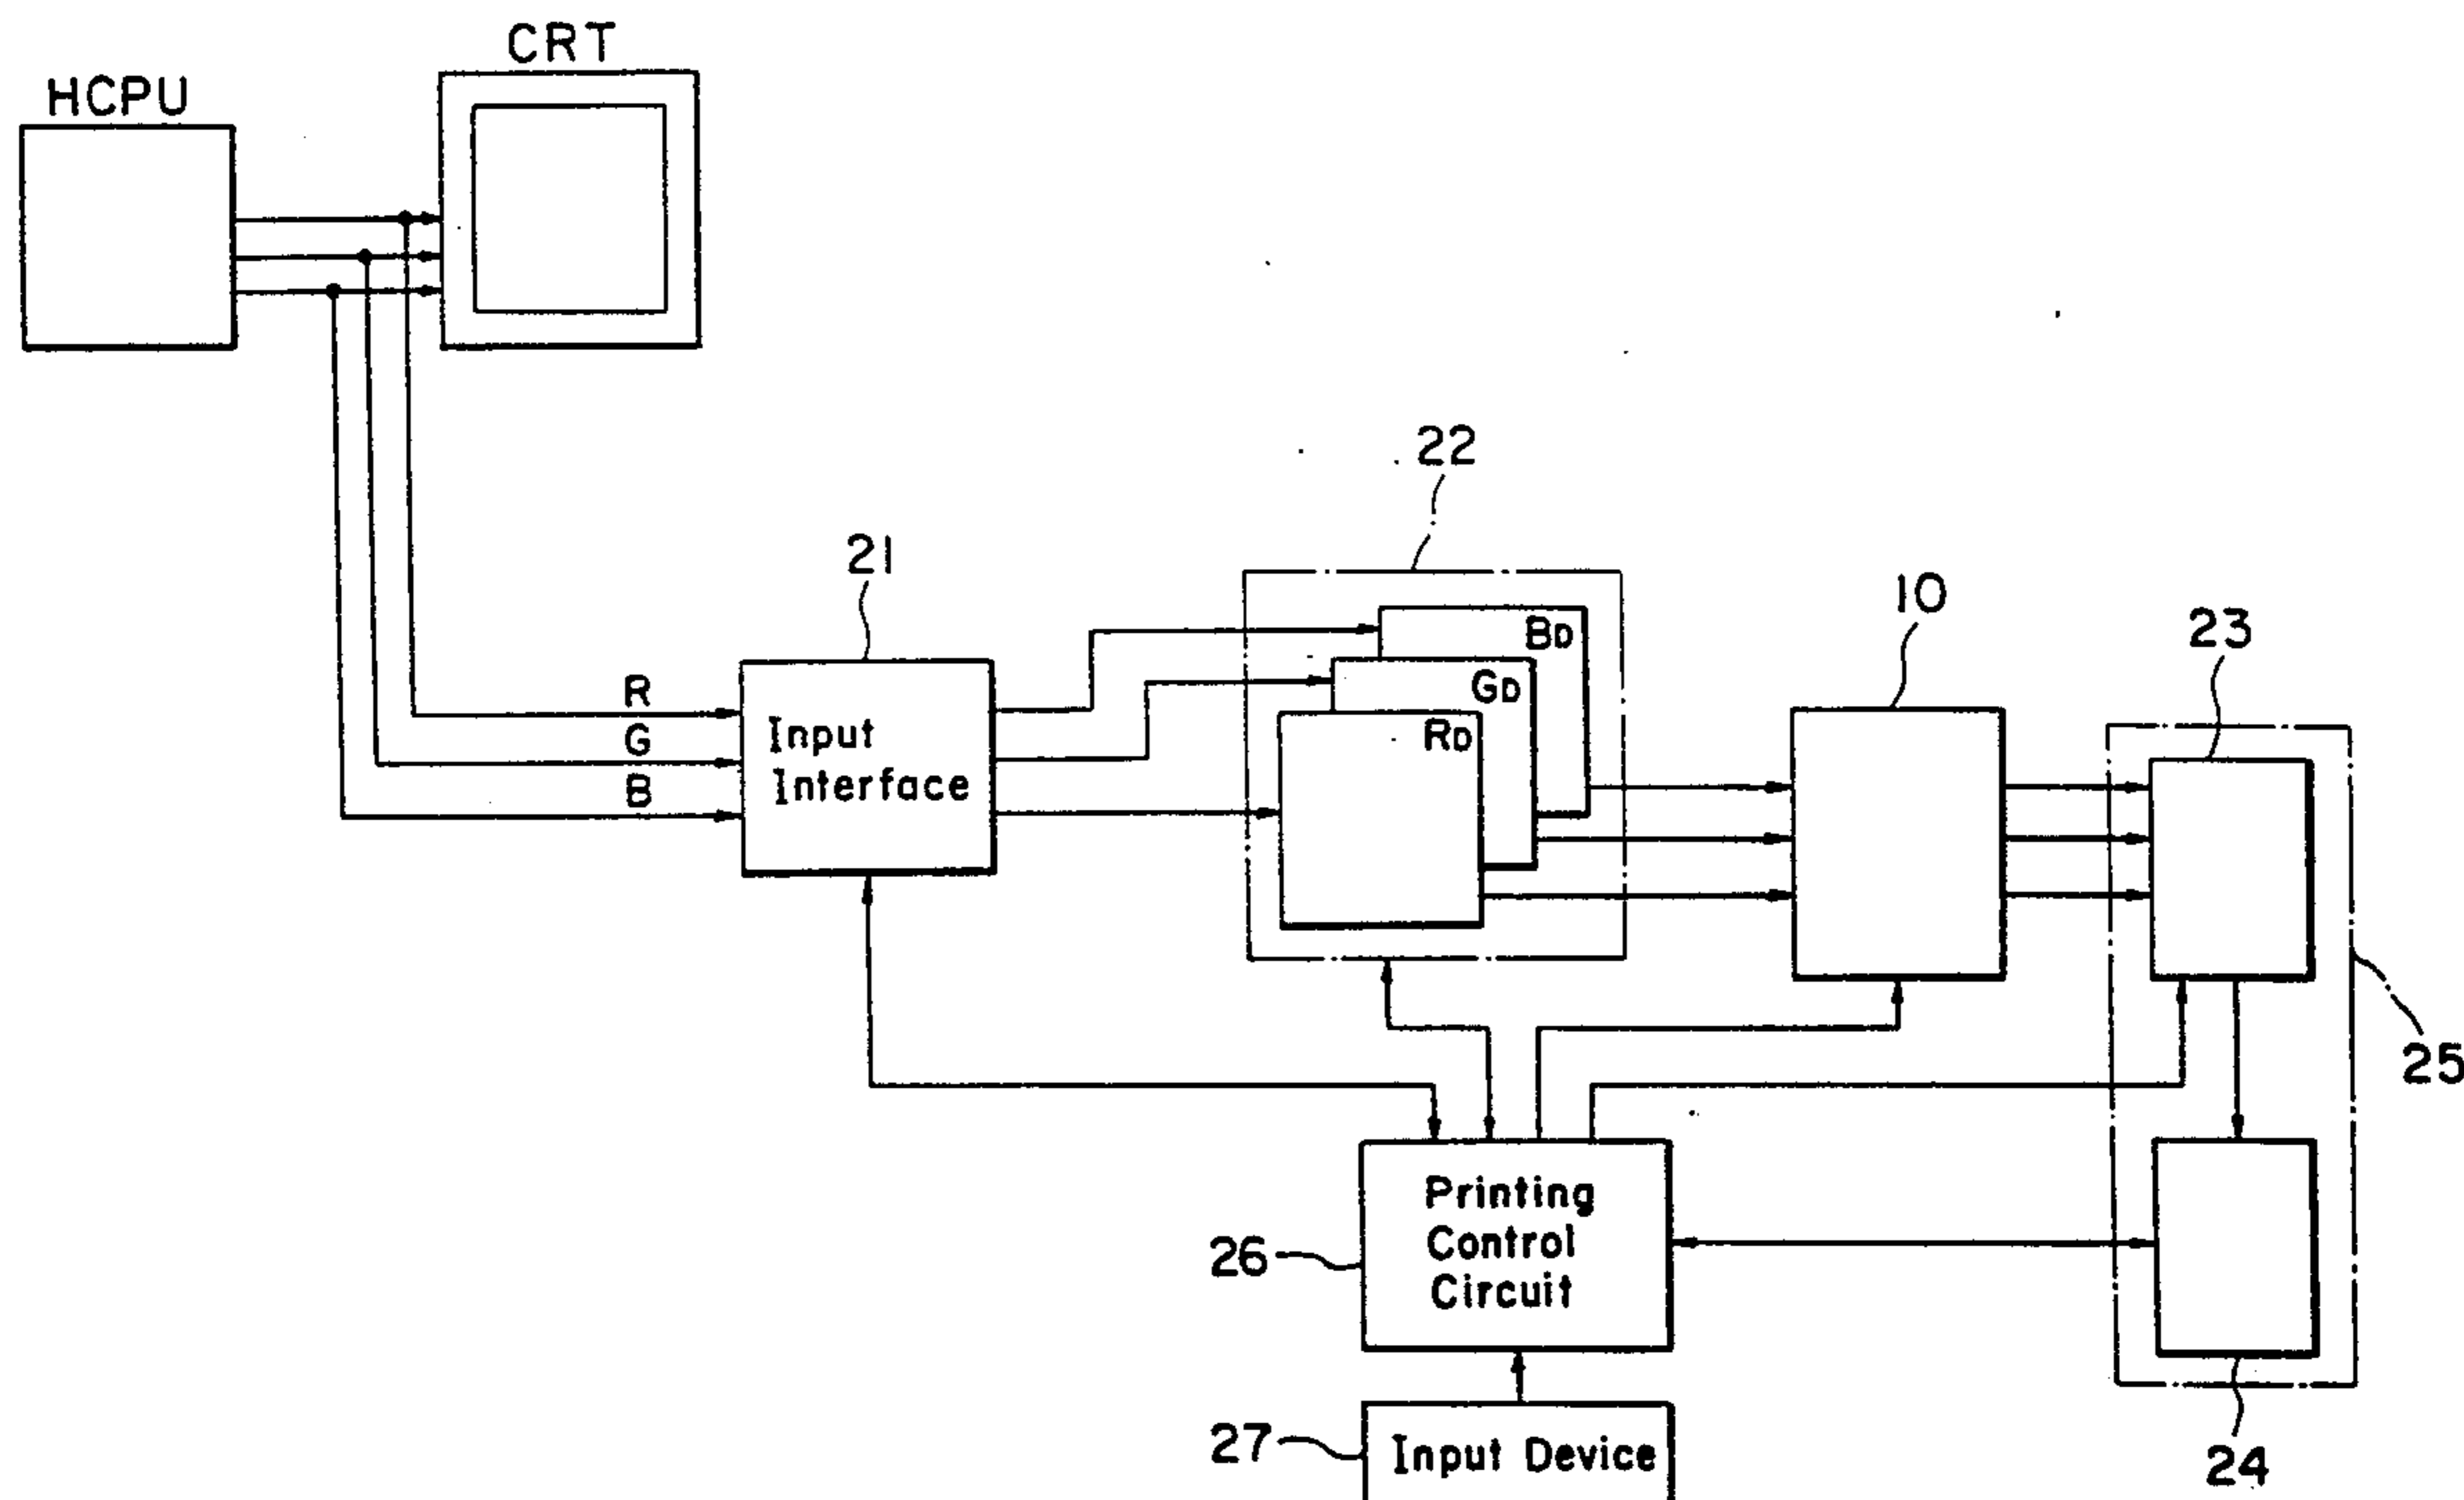 CRT
HCPU
22
21
10
23
BD
GD
RD
R
G
B
Input
Interface
25
Printing
Control
Circuit
26
27
Input Device
24